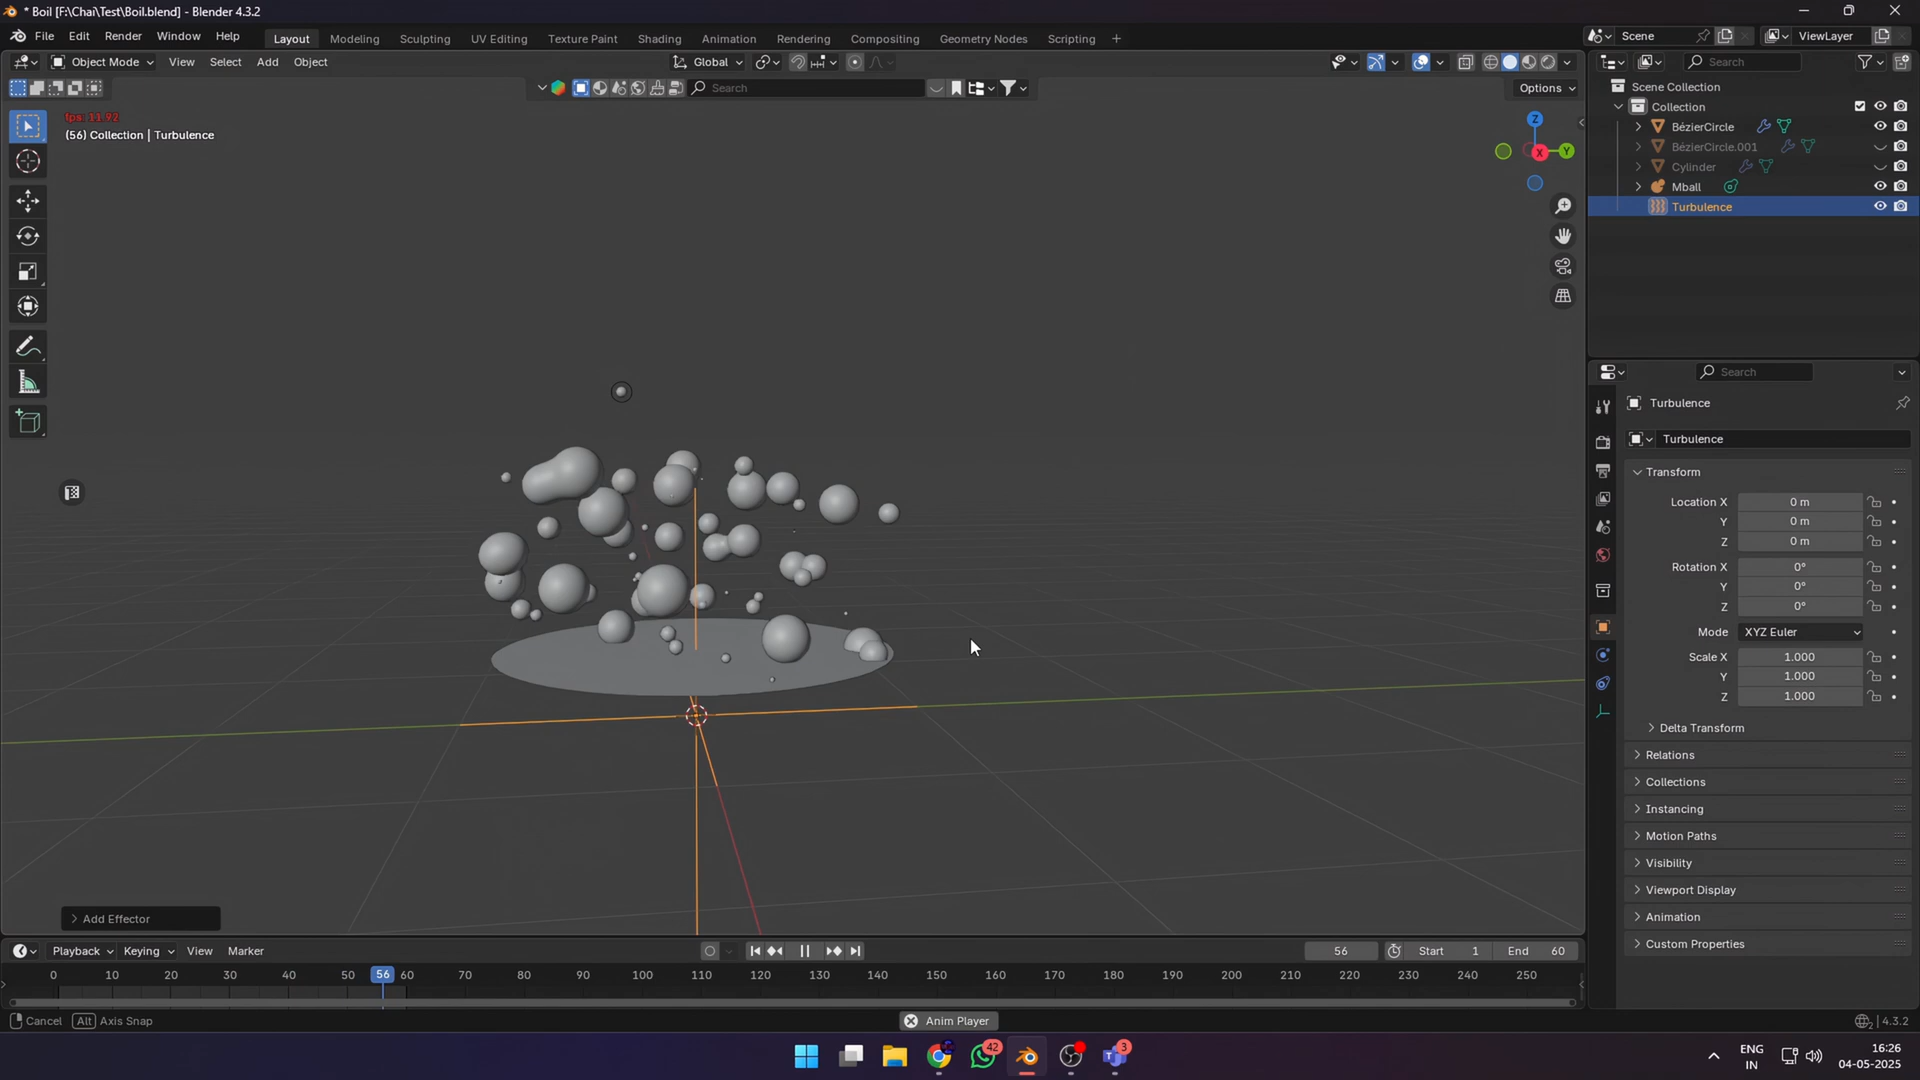 * Boil [F:\Chai\Test\Boil.blend] - Blender 4.3.2
File Edit Render Window Help Layout Modeling Sculpting UV Editing Texture Paint Shading Animation Rendering Compositing Geometry Nodes Scripting + Scene ViewLayer
Object Mode View Select Add Object Global Search
Search Options
Scene Collection
Collection
BézierCircle
BézierCircle.001
Cylinder
Mball
Turbulence
fps: 11.92
(56) Collection | Turbulence
Z
X
Y
Search
Turbulence
Turbulence
Transform
Location X 0 m
Y 0 m
Z 0 m
Rotation X 0°
Y 0°
Z 0°
Mode XYZ Euler
Scale X 1.000
Y 1.000
Z 1.000
Delta Transform
Relations
Collections
Instancing
Motion Paths
Visibility
Viewport Display
Animation
Custom Properties
Add Effector
Playback Keying View Marker 56 Start 1 End 60
0 10 20 30 40 50 56 60 70 80 90 100 110 120 130 140 150 160 170 180 190 200 210 220 230 240 250
Cancel Alt Axis Snap Anim Player 4.3.2
42 3
ENG
IN
16:26
04-05-2025